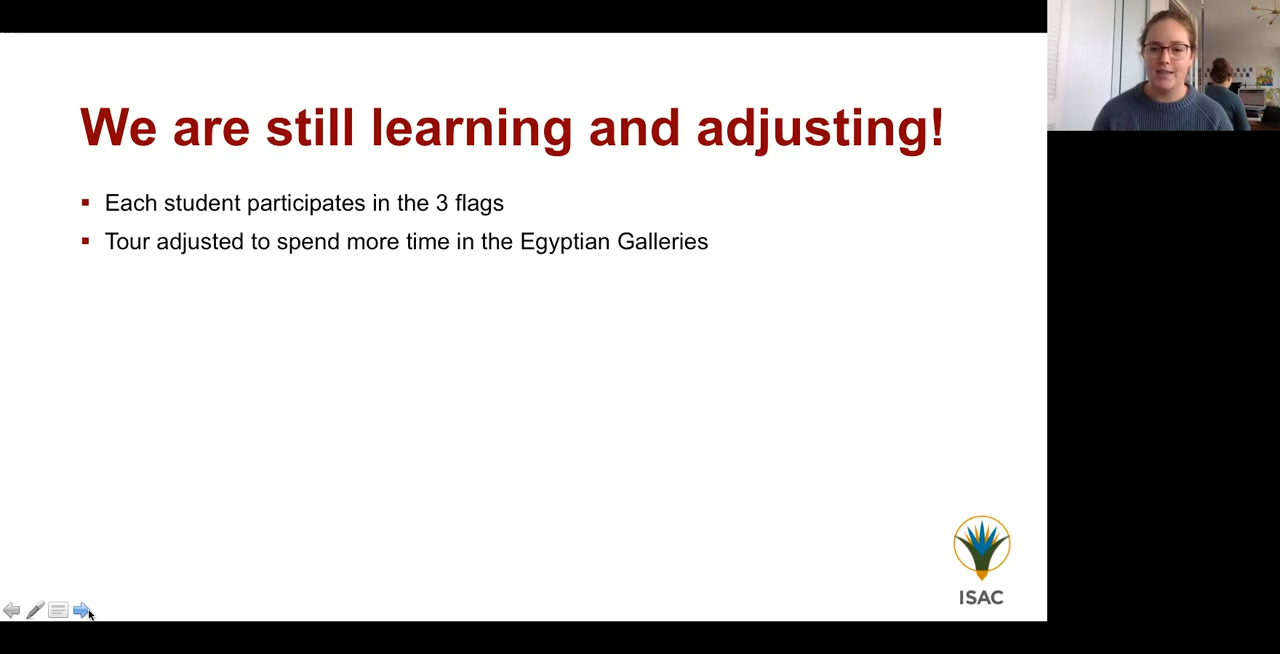 We are still learning and adjusting!
Each student participates in the 3 flags
Tour adjusted to spend more time in the Egyptian Galleries
ISAC